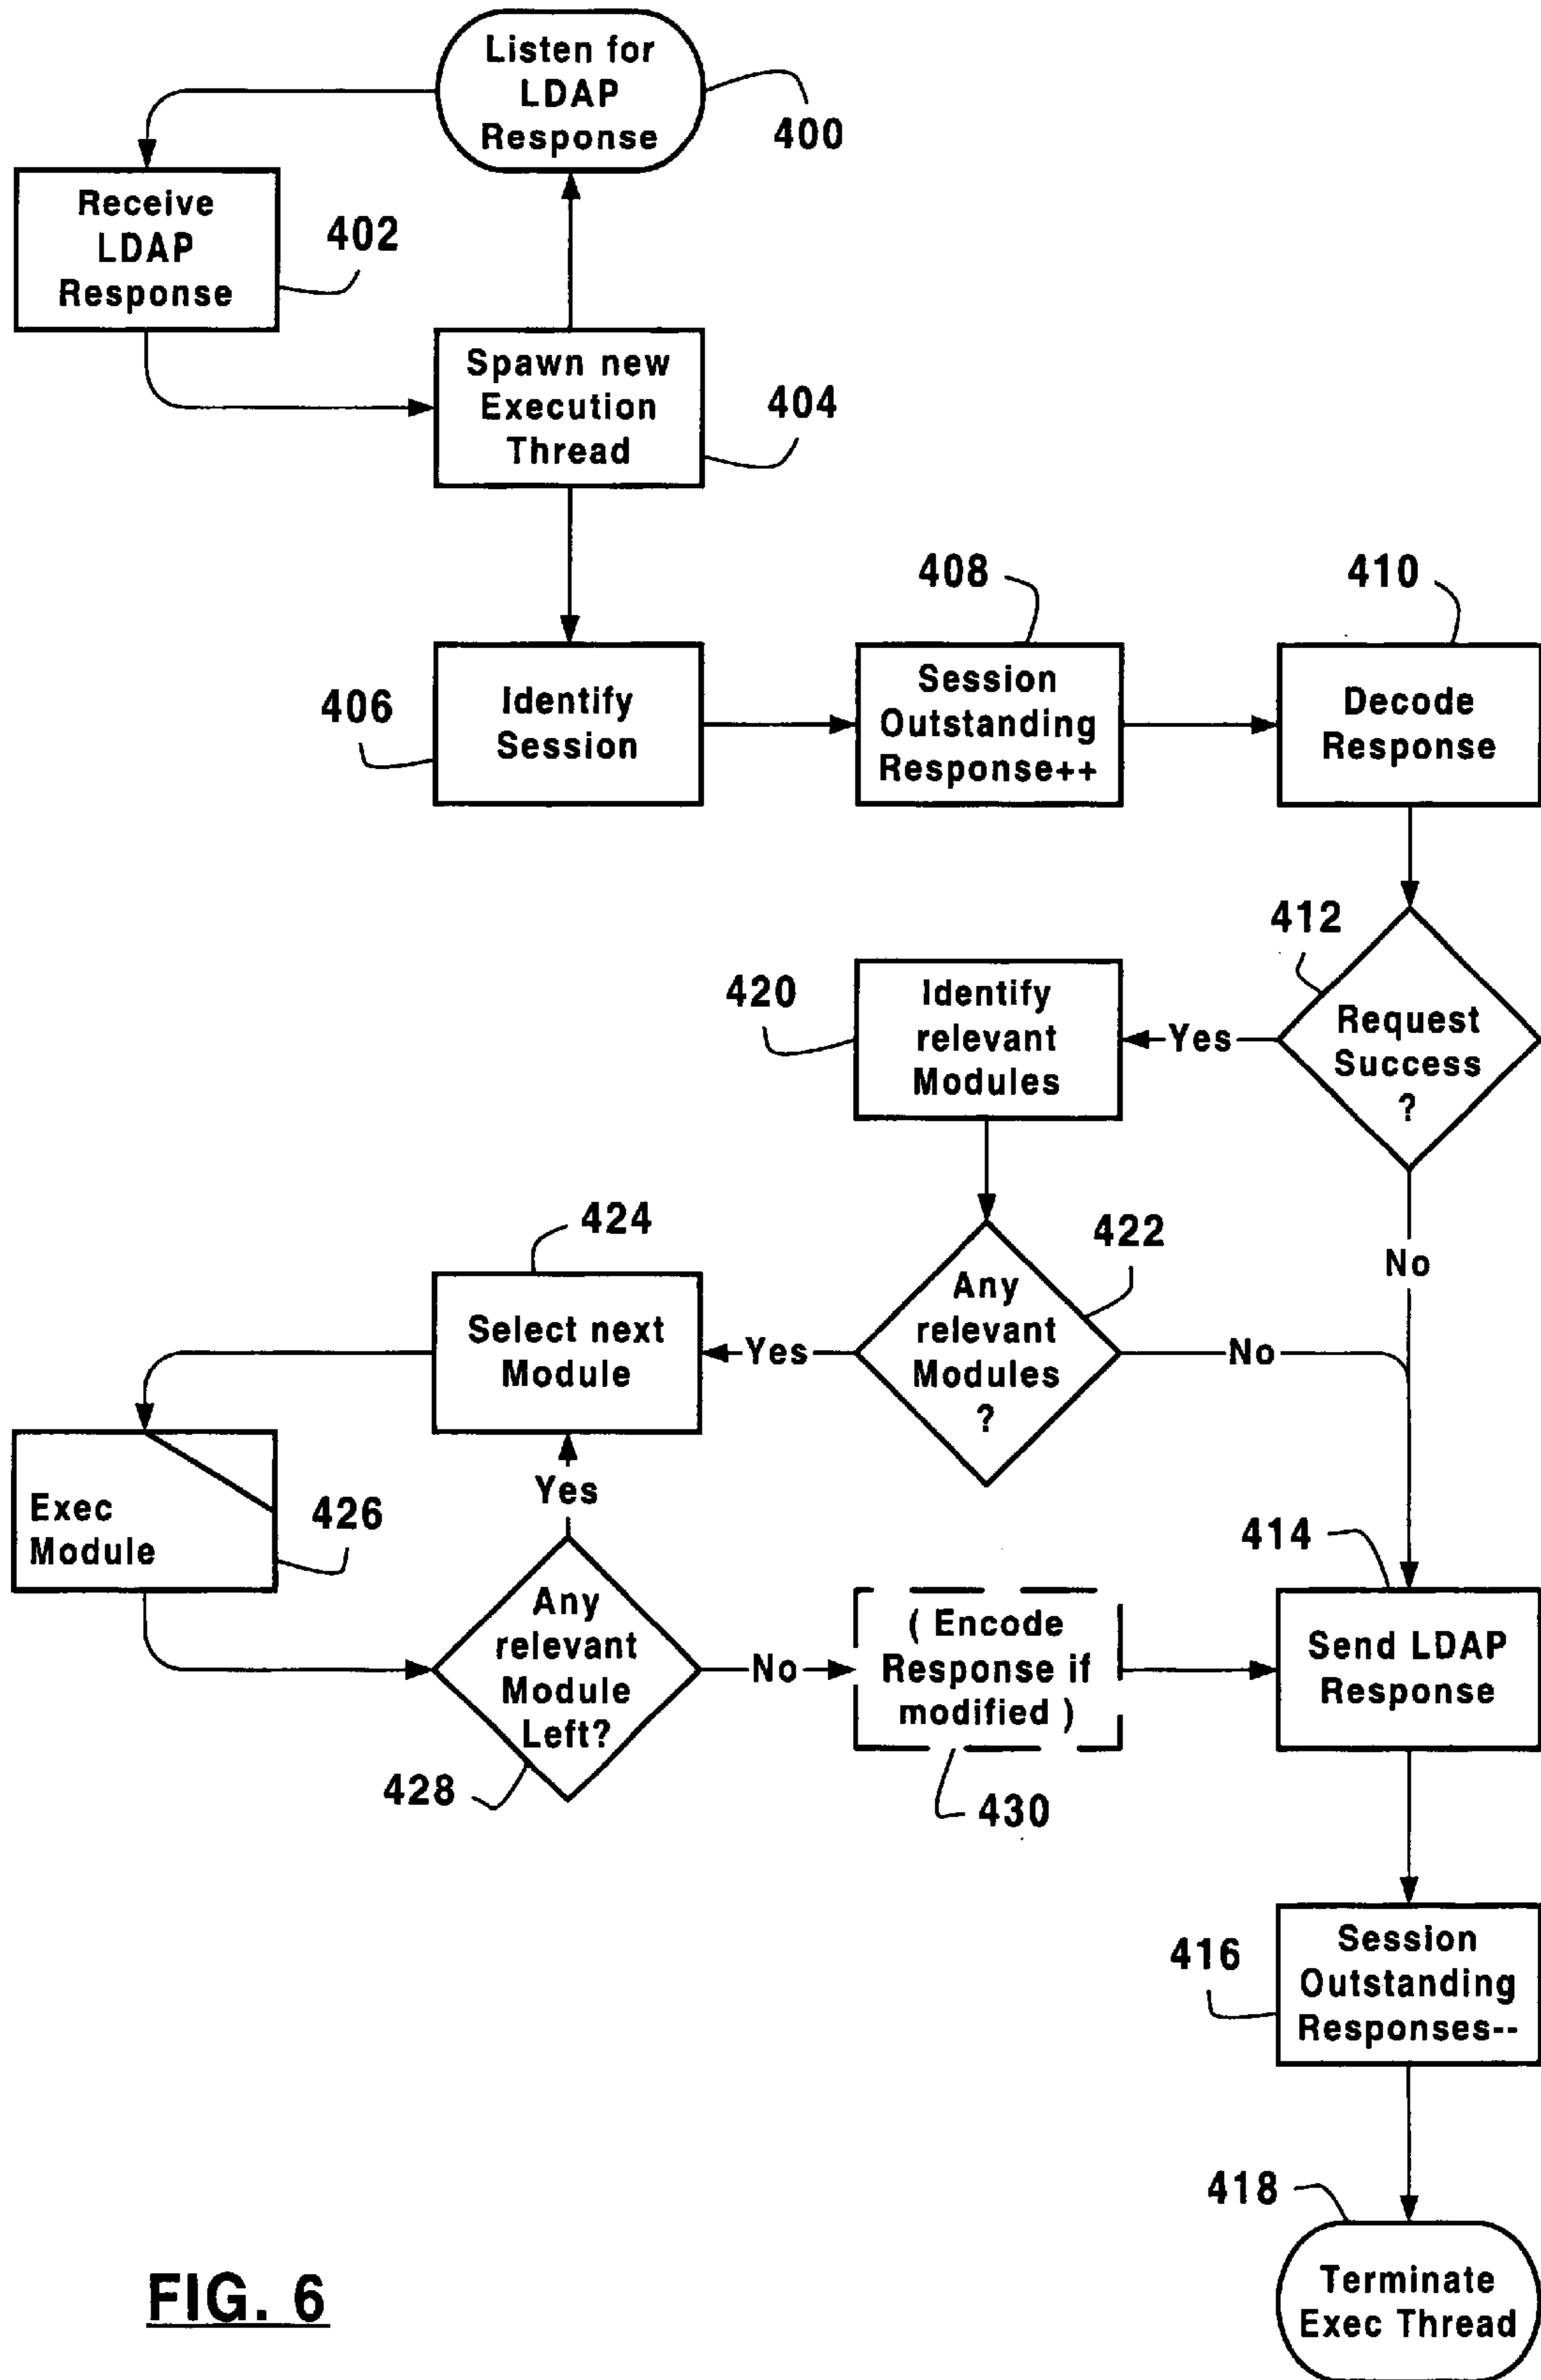 Listen for
LDAP
Response
400
Receive
LDAP
Response
402
Spawn new
Execution
Thread
404
406
Identify
Session
408
Session
Outstanding
Response++
410
Decode
Response
412
Request
Success
?
Yes
No
420
Identify
relevant
Modules
422
Any
relevant
Modules
?
Yes
No
424
Select next
Module
Exec
Module
426
Yes
Any
relevant
Module
Left?
428
No
( Encode
Response if
modified )
430
414
Send LDAP
Response
416
Session
Outstanding
Responses--
418
Terminate
Exec Thread
FIG. 6